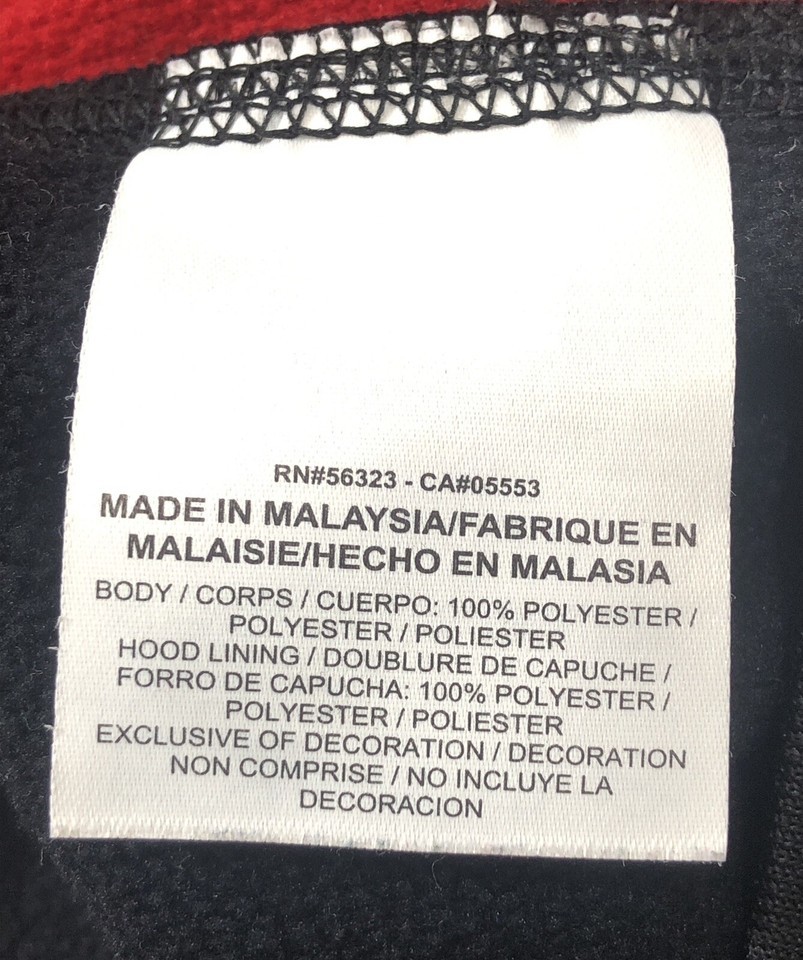 RN#56323 - CA#05553
MADE IN MALAYSIA/FABRIQUE EN
MALAISIE/HECHO EN MALASIA
BODY / CORPS / CUERPO: 100% POLYESTER /
POLYESTER / POLIESTER
HOOD LINING / DOUBLURE DE CAPUCHE /
FORRO DE CAPUCHA: 100% POLYESTER /
POLYESTER / POLIESTER
EXCLUSIVE OF DECORATION / DECORATION
NON COMPRISE / NO INCLUYE LA
DECORACION